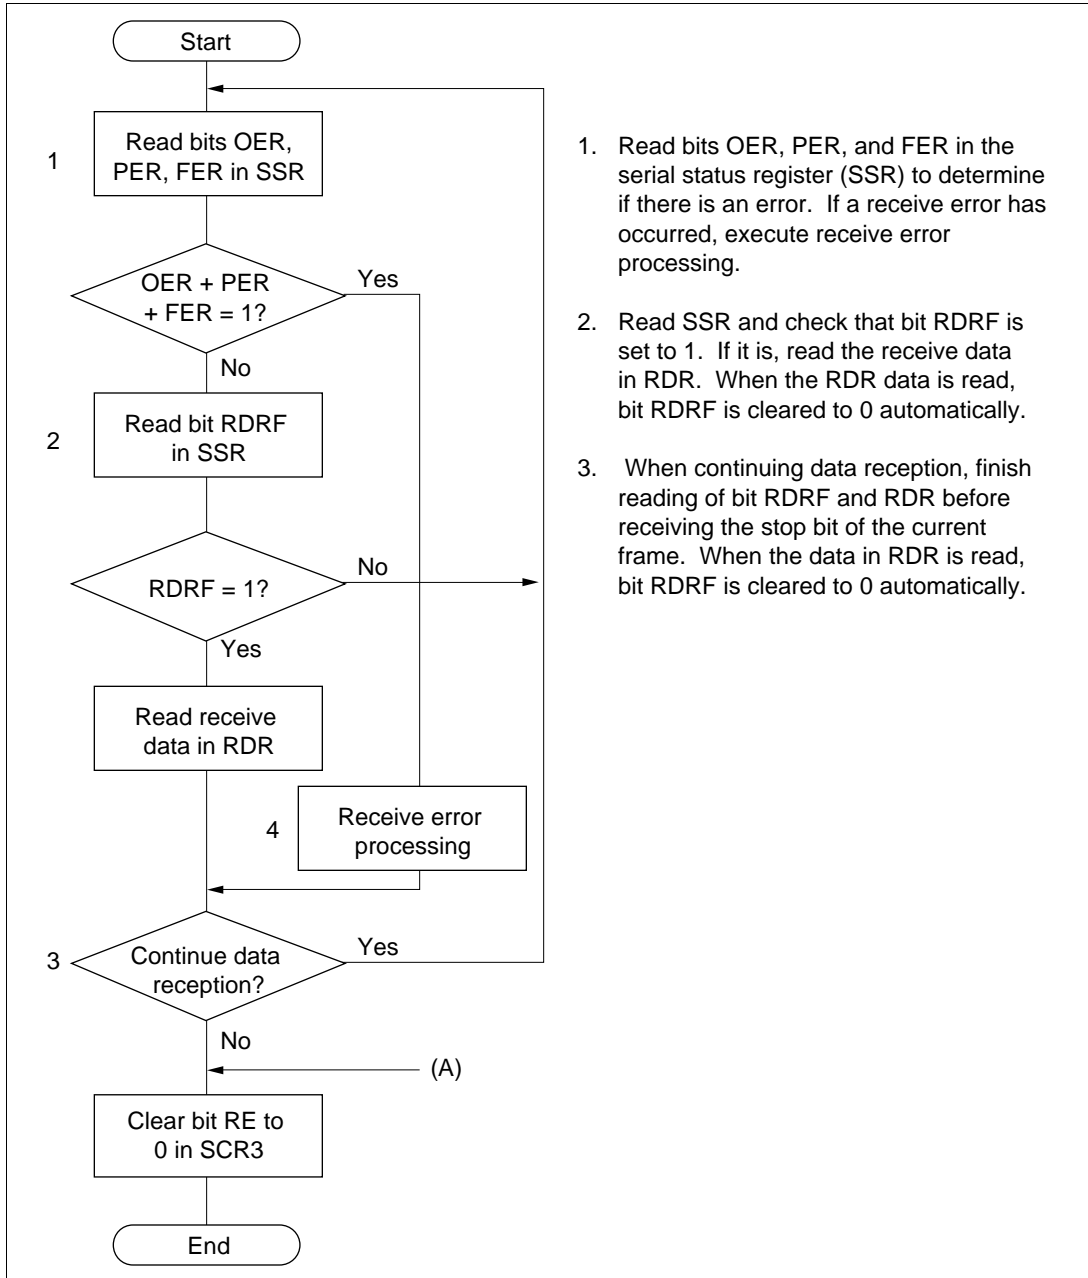 Start
1
Read bits OER,
PER, FER in SSR
OER + PER
+ FER = 1?
Yes
No
2
Read bit RDRF
in SSR
RDRF = 1?
No
Yes
Read receive
data in RDR
4
Receive error
processing
3
Continue data
reception?
Yes
No
(A)
Clear bit RE to
0 in SCR3
End
1. Read bits OER, PER, and FER in the
serial status register (SSR) to determine
if there is an error. If a receive error has
occurred, execute receive error
processing.
2. Read SSR and check that bit RDRF is
set to 1. If it is, read the receive data
in RDR. When the RDR data is read,
bit RDRF is cleared to 0 automatically.
3. When continuing data reception, finish
reading of bit RDRF and RDR before
receiving the stop bit of the current
frame. When the data in RDR is read,
bit RDRF is cleared to 0 automatically.